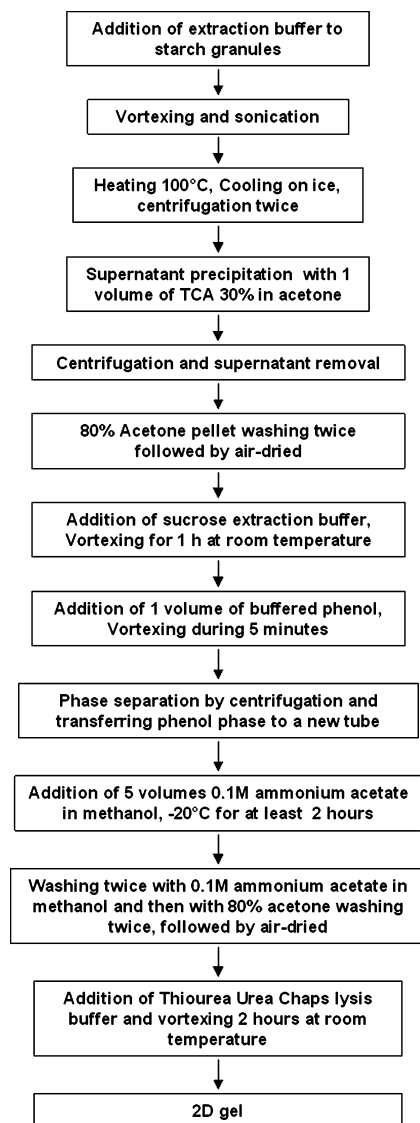 Addition of extraction buffer to
starch granules
Vortexing and sonication
Heating 100°C, Cooling on ice,
centrifugation twice
Supernatant precipitation with 1
volume of TCA 30% in acetone
Centrifugation and supernatant removal
80% Acetone pellet washing twice
followed by air-dried
Addition of sucrose extraction buffer,
Vortexing for 1 h at room temperature
Addition of 1 volume of buffered phenol,
Vortexing during 5 minutes
Phase separation by centrifugation and
transferring phenol phase to a new tube
Addition of 5 volumes 0.1M ammonium acetate
in methanol, -20°C for at least 2 hours
Washing twice with 0.1M ammonium acetate in
methanol and then with 80% acetone washing
twice, followed by air-dried
Addition of Thiourea Urea Chaps lysis
buffer and vortexing 2 hours at room
temperature
2D gel